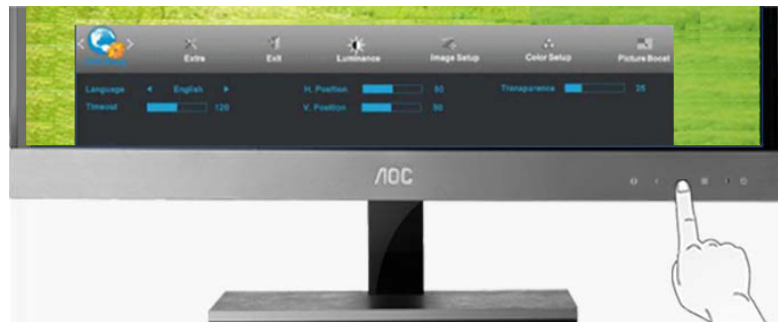 Extra Exit Luminance Image Setup Color Setup Picture Boost
Language English H. Position 50 Transparence 25
Timeout 120 V. Position 50
AOC